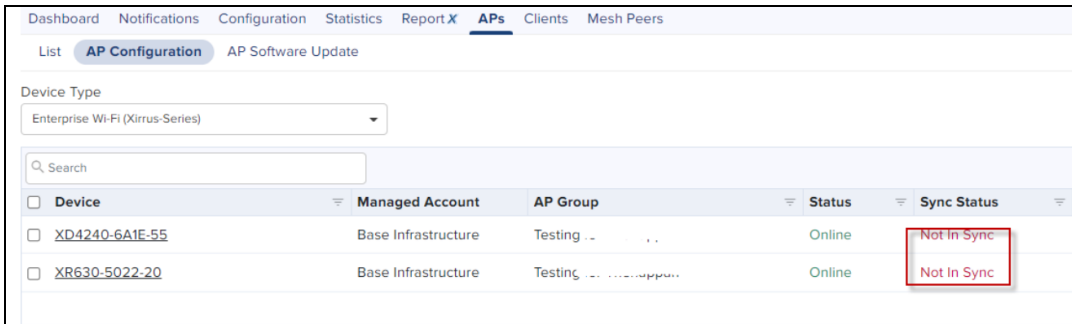 Dashboard Notifications Configuration Statistics Report X APs Clients Mesh Peers
List AP Configuration AP Software Update
Device Type
Enterprise Wi-Fi (Xirrus-Series)
Search
Device Managed Account AP Group Status Sync Status
XD4240-6A1E-55 Base Infrastructure Testing Online Not In Sync
XR630-5022-20 Base Infrastructure Testing Online Not In Sync